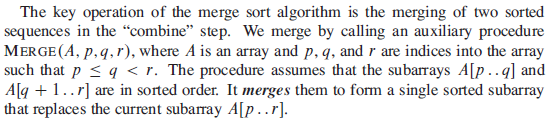 The key operation of the merge sort algorithm is the merging of two sorted
sequences in the “combine” step. We merge by calling an auxiliary procedure
MERGE(A, p, q, r), where A is an array and p, q, and r are indices into the array
such that p ≤ q < r. The procedure assumes that the subarrays A[p..q] and
A[q + 1..r] are in sorted order. It merges them to form a single sorted subarray
that replaces the current subarray A[p..r].